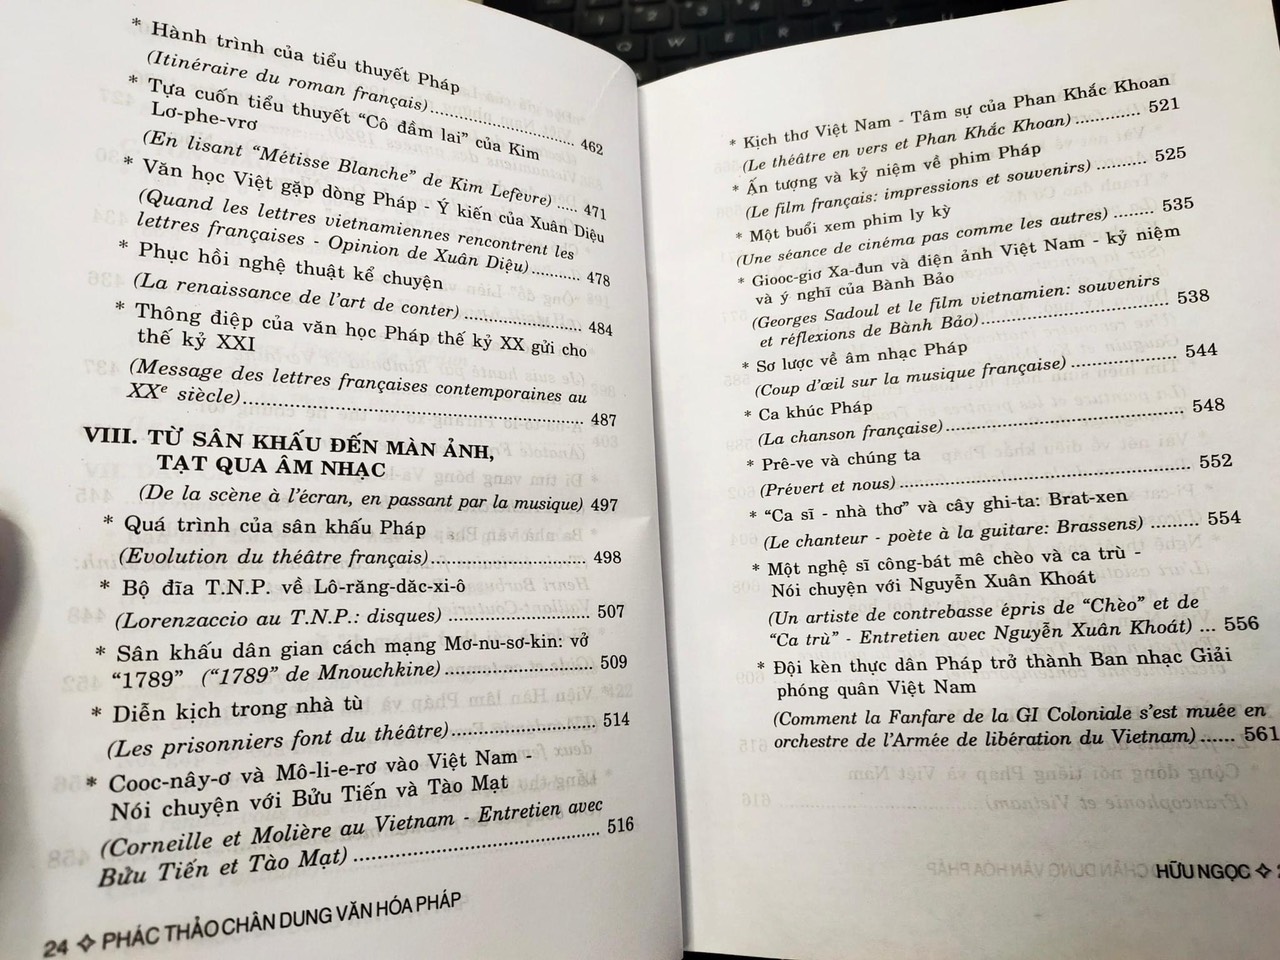 * Hành trình của tiểu thuyết Pháp
(Itinéraire du roman français)........................ 462
* Tựa cuốn tiểu thuyết “Cô đầm lai” của Kim
Lơ-phe-vrơ
(En lisant “Métisse Blanche” de Kim Lefèvre)..... 471
* Văn học Việt gặp dòng Pháp - Ý kiến của Xuân Diệu
(Quand les lettres vietnamiennes rencontrent les
lettres françaises - Opinion de Xuân Diệu)........... 478
* Phục hồi nghệ thuật kể chuyện
(La renaissance de l’art de conter)................... 484
* Thông điệp của văn học Pháp thế kỷ XX gửi cho
thế kỷ XXI
(Message des lettres françaises contemporaines au
XXe siècle)................................................... 487
VIII. TỪ SÂN KHẤU ĐẾN MÀN ẢNH,
TẠT QUA ÂM NHẠC
(De la scène à l’écran, en passant par la musique) 497
* Quá trình của sân khấu Pháp
(Evolution du théâtre français)........................ 498
* Bộ đĩa T.N.P. về Lô-răng-dăc-xi-ô
(Lorenzaccio au T.N.P.: disques) ...................... 507
* Sân khấu dân gian cách mạng Mơ-nu-sơ-kin: vở
“1789” (“1789” de Mnouchkine) ...................... 509
* Diễn kịch trong nhà tù
(Les prisonniers font du théâtre)....................... 514
* Cooc-nây-ơ và Mô-li-e-rơ vào Việt Nam -
Nói chuyện với Bửu Tiến và Tào Mạt
(Corneille et Molière au Vietnam - Entretien avec
Bửu Tiến et Tào Mạt) .................................... 516
24 ✧ PHÁC THẢO CHÂN DUNG VĂN HÓA PHÁP
* Kịch thơ Việt Nam - Tâm sự của Phan Khắc Khoan
(Le théâtre en vers et Phan Khắc Khoan) ........... 521
* Ấn tượng và kỷ niệm về phim Pháp
(Le film français: impressions et souvenirs) .......... 525
* Một buổi xem phim ly kỳ
(Une séance de cinéma pas comme les autres) ........ 535
* Giooc-giơ Xa-đun và điện ảnh Việt Nam - kỷ niệm
và ý nghĩ của Bành Bảo
(Georges Sadoul et le film vietnamien: souvenirs
et réflexions de Bành Bảo)............................... 538
* Sơ lược về âm nhạc Pháp
(Coup d’œil sur la musique française) ................ 544
* Ca khúc Pháp
(La chanson française)................................... 548
* Prê-ve và chúng ta
(Prévert et nous) .......................................... 552
* “Ca sĩ - nhà thơ” và cây ghi-ta: Brat-xen
(Le chanteur - poète à la guitare: Brassens) ......... 554
* Một nghệ sĩ công-bát mê chèo và ca trù -
Nói chuyện với Nguyễn Xuân Khoát
(Un artiste de contrebasse épris de “Chèo” et de
“Ca trù” - Entretien avec Nguyễn Xuân Khoát) ... 556
* Đội kèn thực dân Pháp trở thành Ban nhạc Giải
phóng quân Việt Nam
(Comment la Fanfare de la GI Coloniale s’est muée en
orchestre de l’Armée de libération du Vietnam) ...... 561
HỮU NGỌC ✧